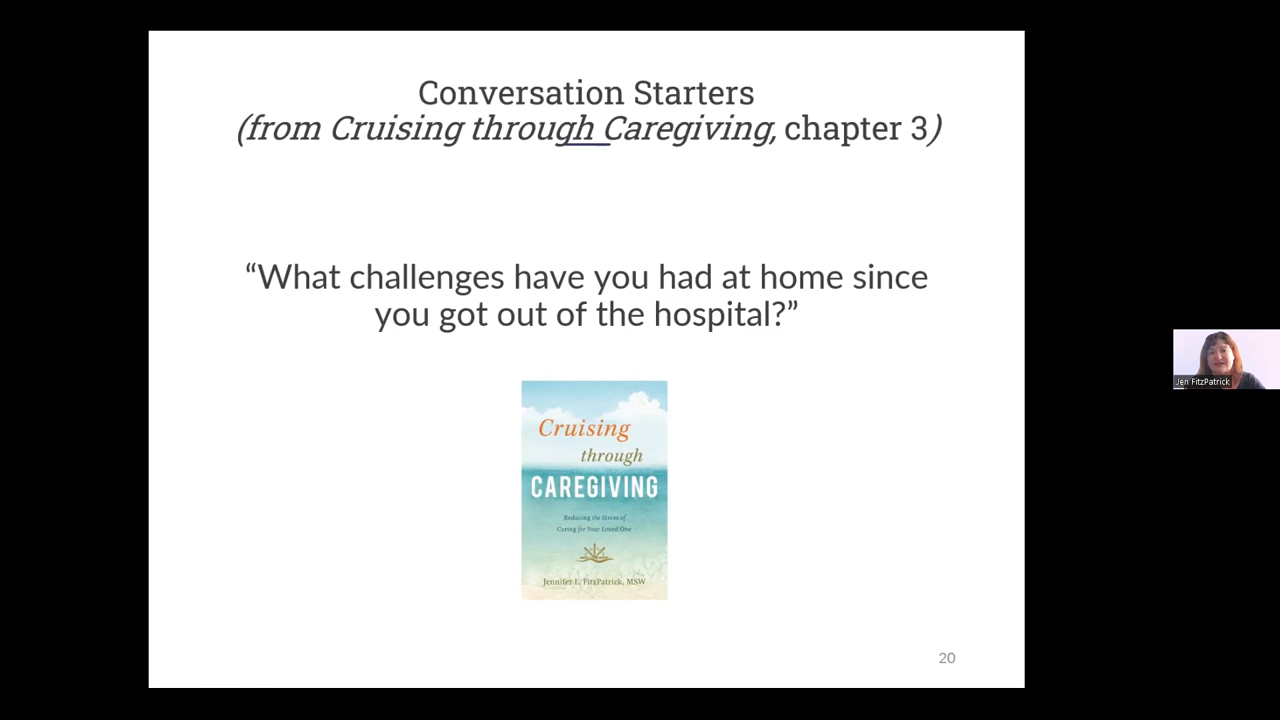 Conversation Starters
(from Cruising through Caregiving, chapter 3)
“What challenges have you had at home since
you got out of the hospital?”
Cruising
through
CAREGIVING
Reducing the Stress of
Caring for Your Loved One
Jennifer L. FitzPatrick, MSW
20
Jen FitzPatrick